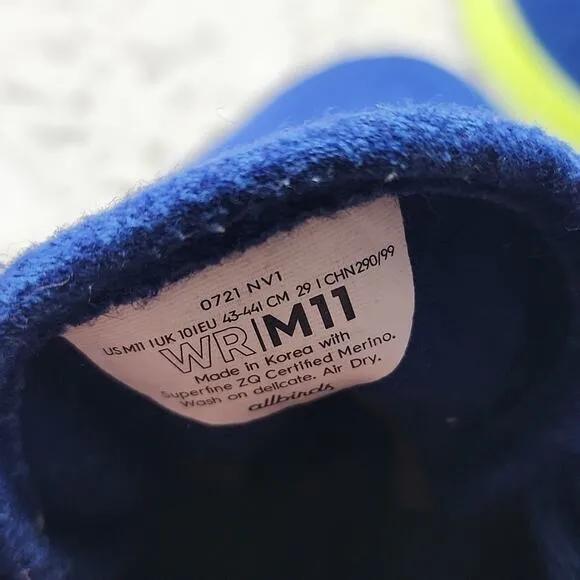 0721 NV1
US M11 | UK 10 | EU 43-44 | CM 29 | CHN 290/99
WR|M11
Made in Korea with
Superfine ZQ Certified Merino.
Wash on delicate. Air Dry.
allbirds